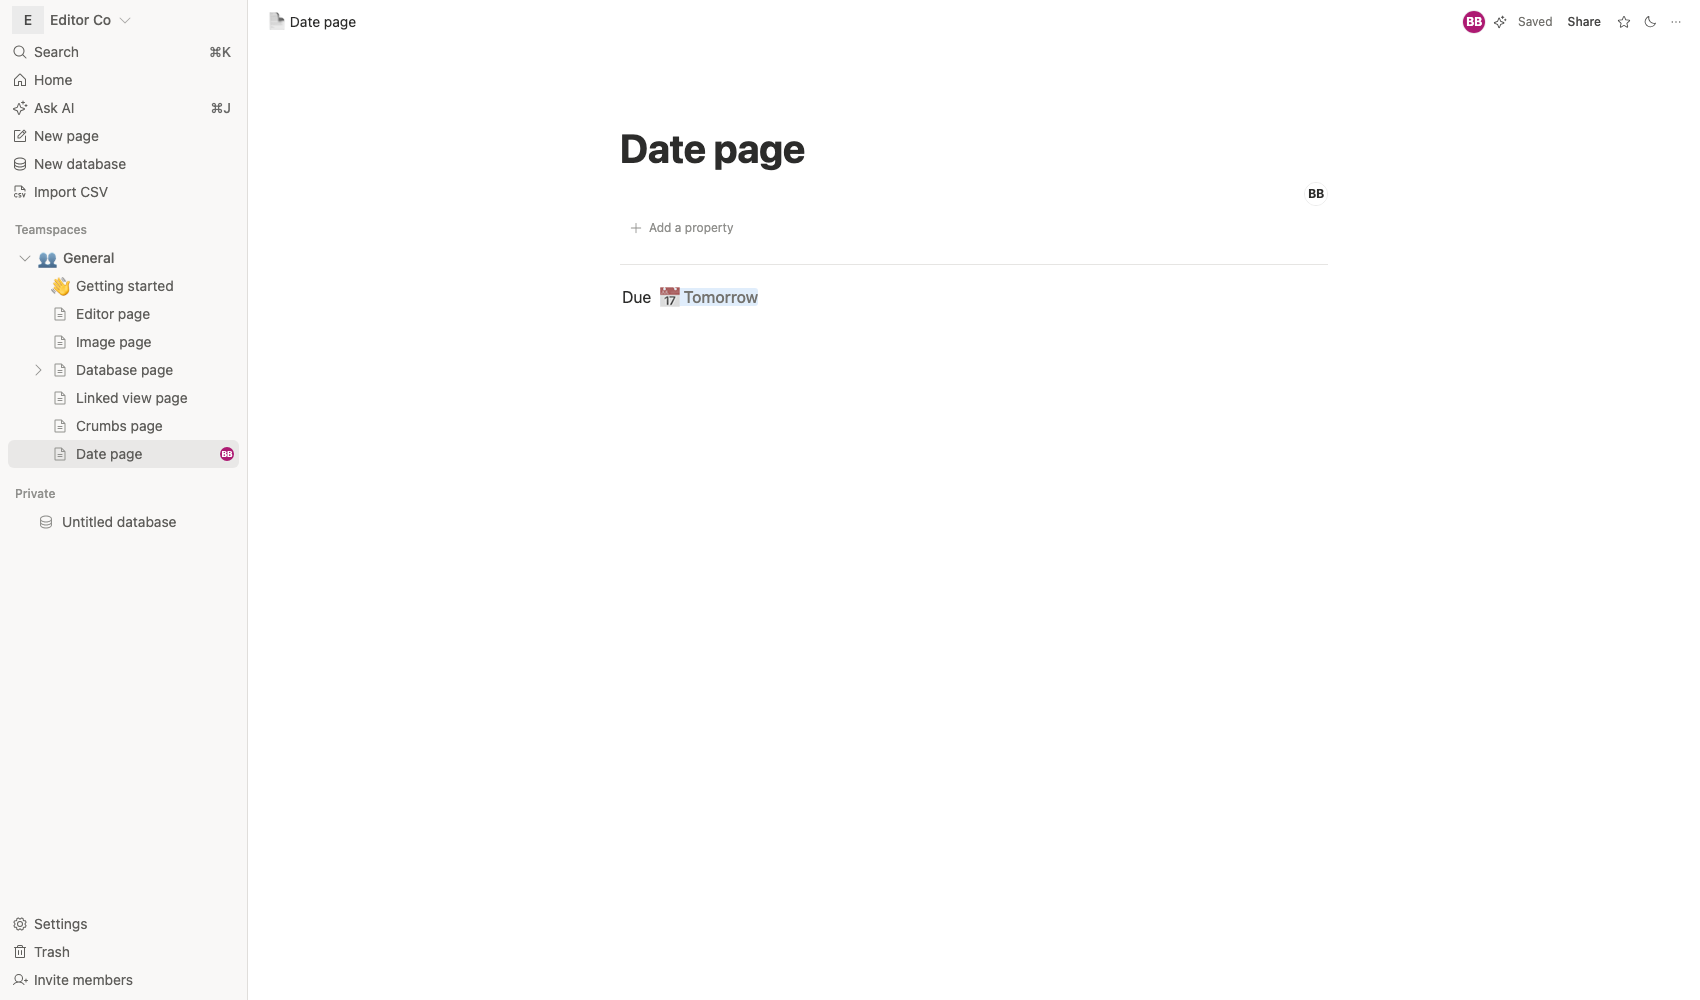 E Editor Co
Search ⌘K
Home
Ask AI ⌘J
New page
New database
Import CSV
Teamspaces
General
Getting started
Editor page
Image page
Database page
Linked view page
Crumbs page
Date page BB
Private
Untitled database
Settings
Trash
Invite members
Date page
BB Saved Share
Date page
BB
Add a property
Due 📅 Tomorrow